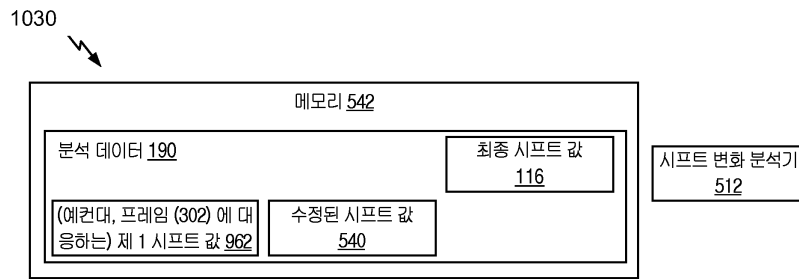 1030
메모리 542
분석 데이터 190
최종 시프트 값
116
시프트 변화 분석기
512
(예컨대, 프레임 (302) 에 대
응하는) 제 1 시프트 값 962
수정된 시프트 값
540